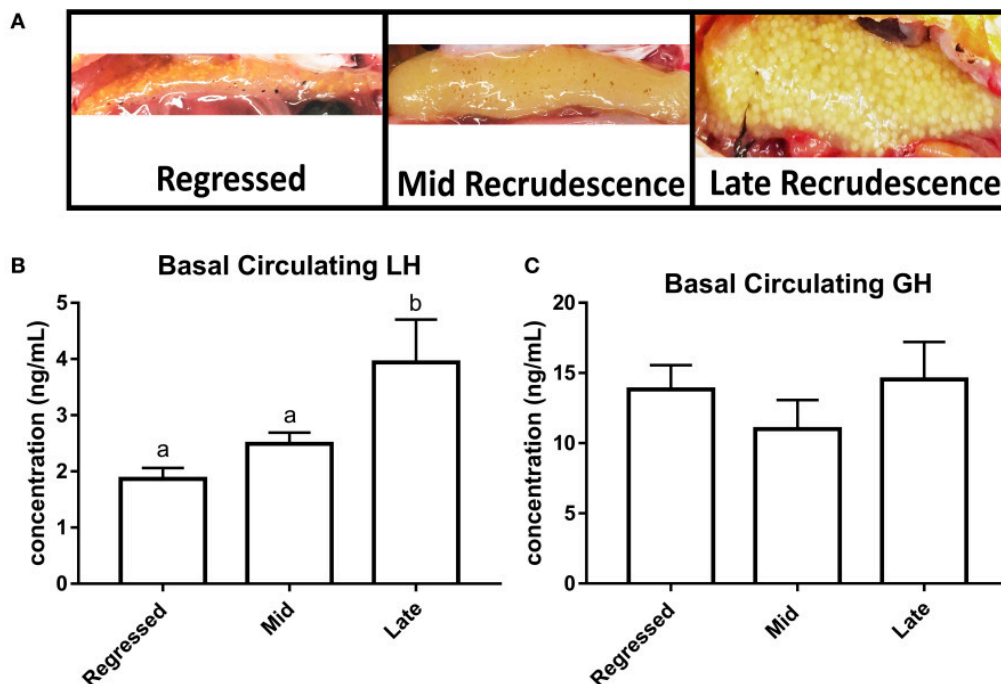 A
Regressed
Mid Recrudescence
Late Recrudescence
B
Basal Circulating LH
concentration (ng/mL)
5
4
3
2
1
0
a
a
b
Regressed
Mid
Late
C
Basal Circulating GH
concentration (ng/mL)
20
15
10
5
0
Regressed
Mid
Late